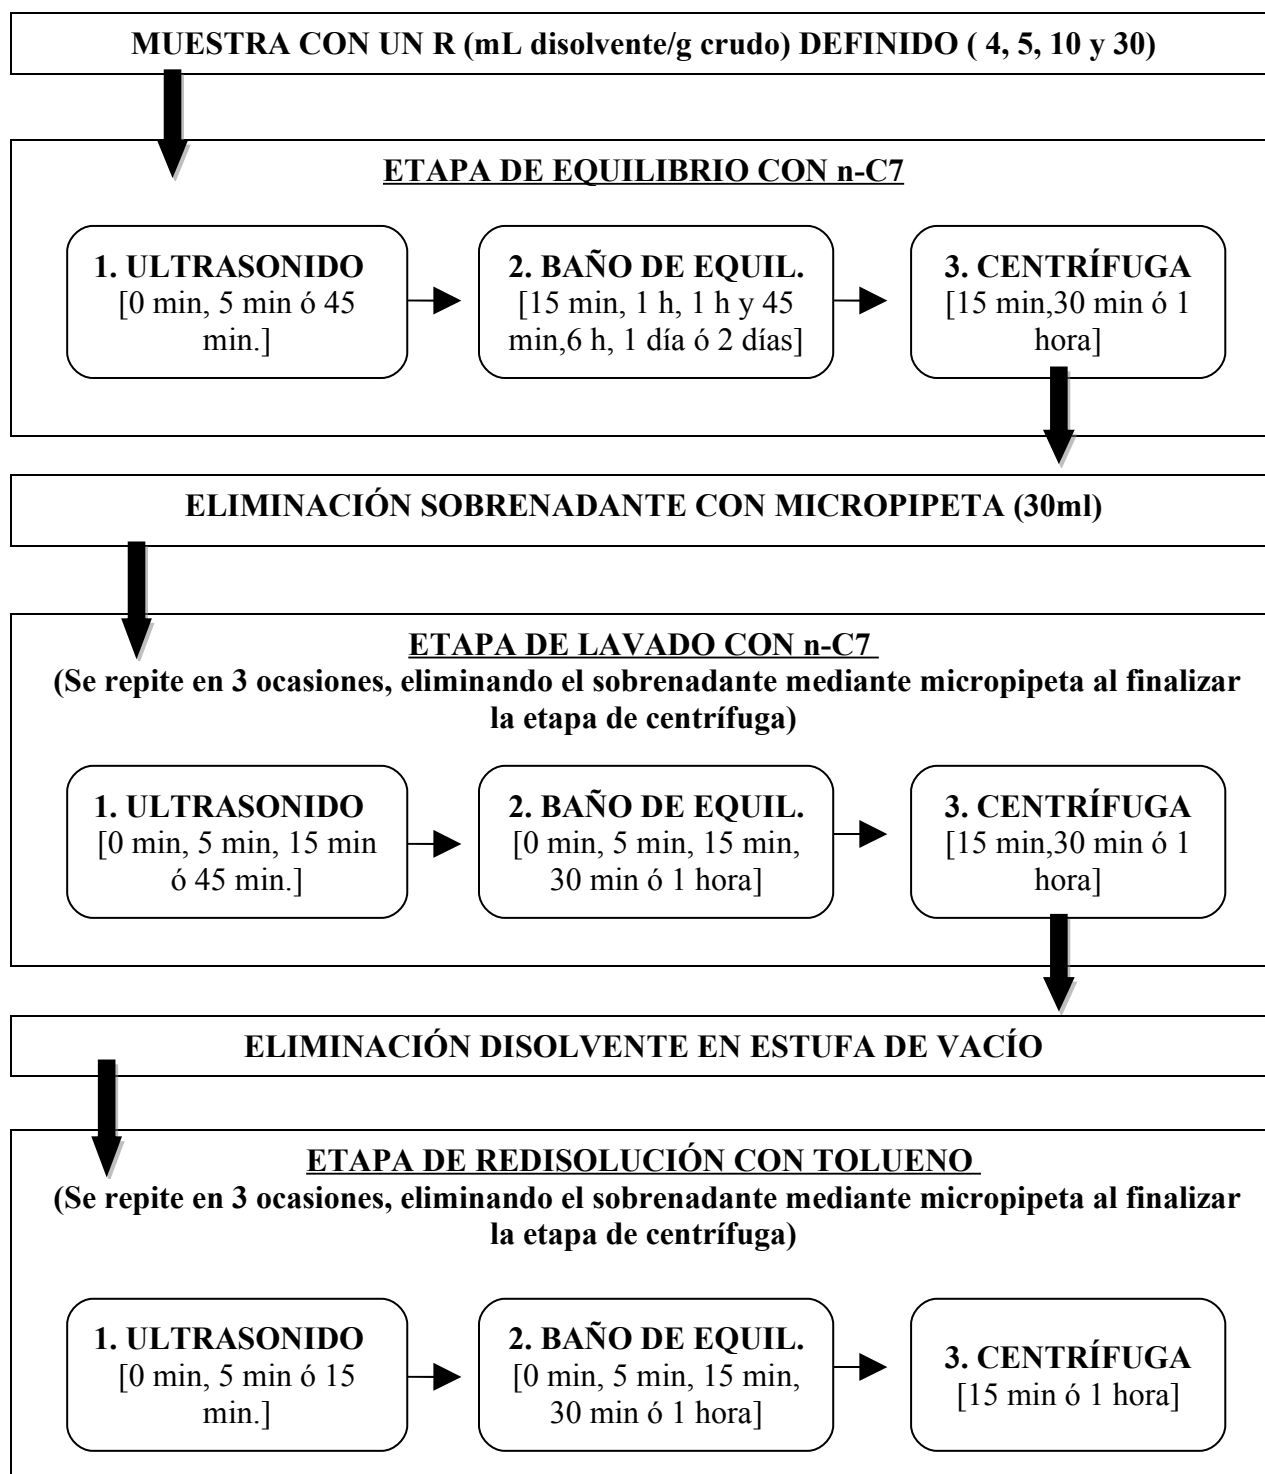 MUESTRA CON UN R (mL disolvente/g crudo) DEFINIDO ( 4, 5, 10 y 30)
ETAPA DE EQUILIBRIO CON n-C7
1. ULTRASONIDO
[0 min, 5 min ó 45
min.]
2. BAÑO DE EQUIL.
[15 min, 1 h, 1 h y 45
min,6 h, 1 día ó 2 días]
3. CENTRÍFUGA
[15 min,30 min ó 1
hora]
ELIMINACIÓN SOBRENADANTE CON MICROPIPETA (30ml)
ETAPA DE LAVADO CON n-C7
(Se repite en 3 ocasiones, eliminando el sobrenadante mediante micropipeta al finalizar
la etapa de centrífuga)
1. ULTRASONIDO
[0 min, 5 min, 15 min
ó 45 min.]
2. BAÑO DE EQUIL.
[0 min, 5 min, 15 min,
30 min ó 1 hora]
3. CENTRÍFUGA
[15 min,30 min ó 1
hora]
ELIMINACIÓN DISOLVENTE EN ESTUFA DE VACÍO
ETAPA DE REDISOLUCIÓN CON TOLUENO
(Se repite en 3 ocasiones, eliminando el sobrenadante mediante micropipeta al finalizar
la etapa de centrífuga)
1. ULTRASONIDO
[0 min, 5 min ó 15
min.]
2. BAÑO DE EQUIL.
[0 min, 5 min, 15 min,
30 min ó 1 hora]
3. CENTRÍFUGA
[15 min ó 1 hora]